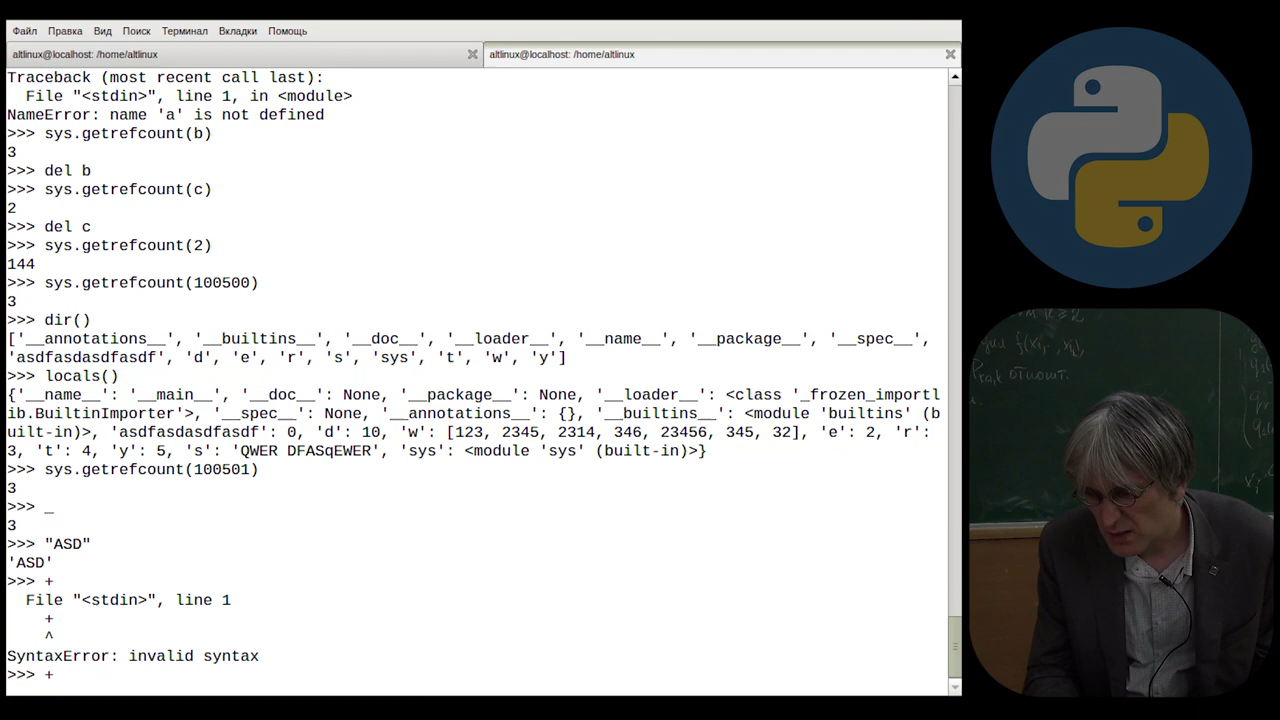 Файл Правка Вид Поиск Терминал Вкладки Помощь
altlinux@localhost: /home/altlinux altlinux@localhost: /home/altlinux
Traceback (most recent call last):
  File "<stdin>", line 1, in <module>
NameError: name 'a' is not defined
>>> sys.getrefcount(b)
3
>>> del b
>>> sys.getrefcount(c)
2
>>> del c
>>> sys.getrefcount(2)
144
>>> sys.getrefcount(100500)
3
>>> dir()
['__annotations__', '__builtins__', '__doc__', '__loader__', '__name__', '__package__', '__spec__',
'asdfasdasdfasdf', 'd', 'e', 'r', 's', 'sys', 't', 'w', 'y']
>>> locals()
{'__name__': '__main__', '__doc__': None, '__package__': None, '__loader__': <class '_frozen_importl
ib.BuiltinImporter'>, '__spec__': None, '__annotations__': {}, '__builtins__': <module 'builtins' (b
uilt-in)>, 'asdfasdasdfasdf': 0, 'd': 10, 'w': [123, 2345, 2314, 346, 23456, 345, 32], 'e': 2, 'r':
3, 't': 4, 'y': 5, 's': 'QWER DFASqEWER', 'sys': <module 'sys' (built-in)>}
>>> sys.getrefcount(100501)
3
>>> _
3
>>> "ASD"
'ASD'
>>> +
  File "<stdin>", line 1
    +
    ^
SyntaxError: invalid syntax
>>> +